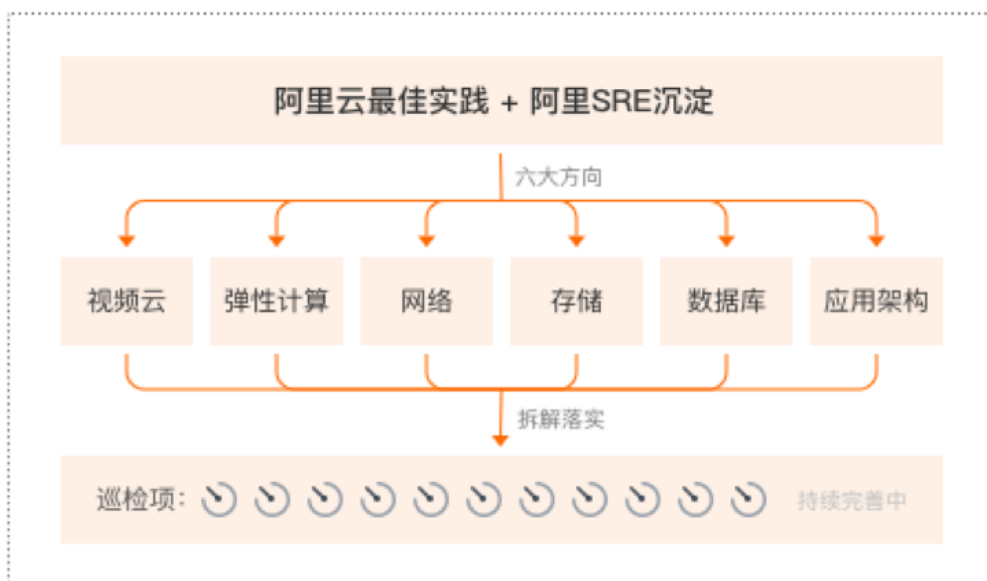 阿里云最佳实践 + 阿里SRE沉淀
六大方向
视频云 弹性计算 网络 存储 数据库 应用架构
拆解落实
巡检项: 持续完善中